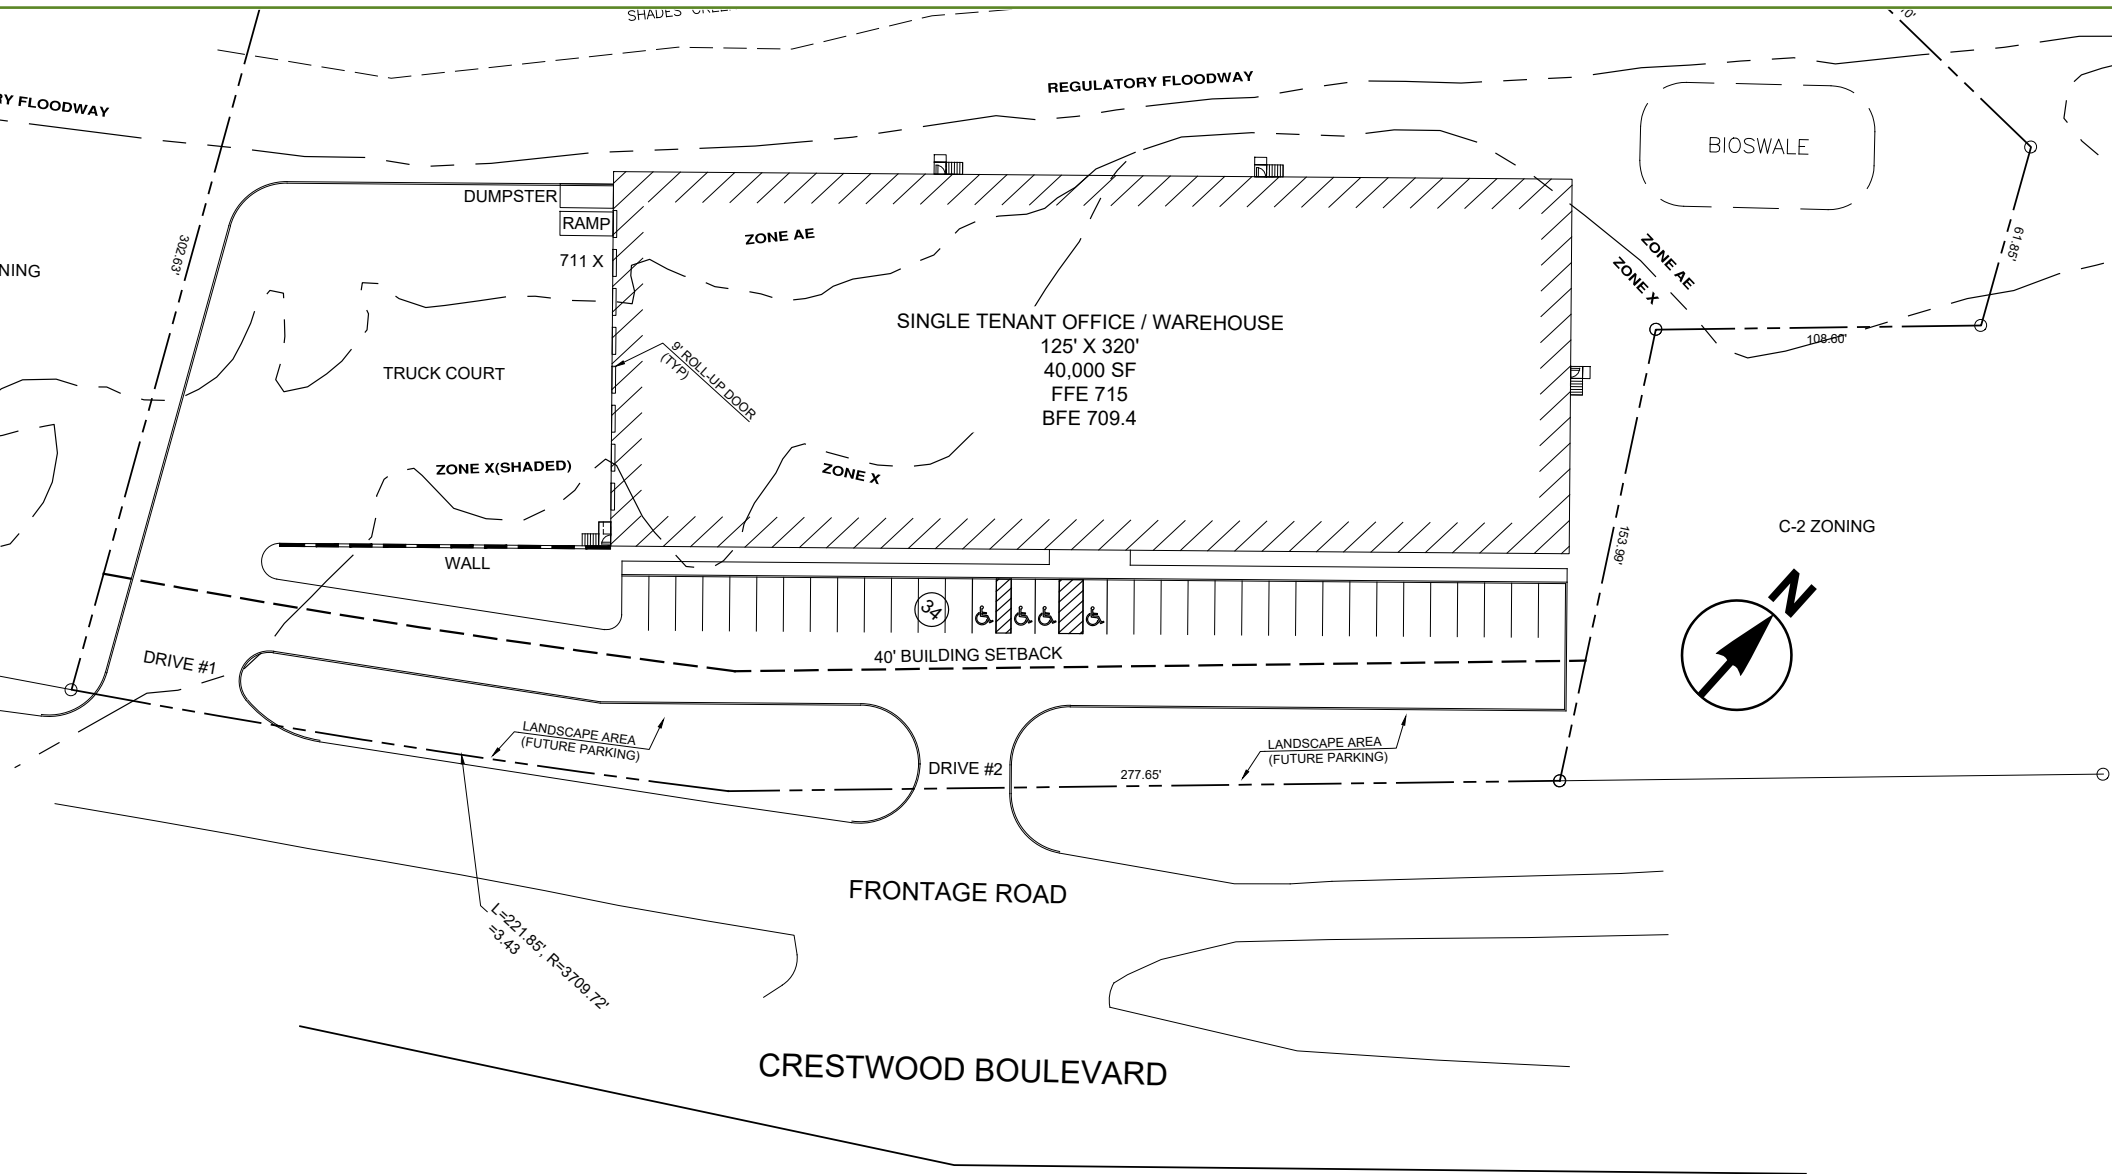 SHADES CREE
REGULATORY FLOODWAY
RY FLOODWAY
BIOSWALE
DUMPSTER
RAMP
711 X
302.63'
NING
ZONE AE
ZONE AE
ZONE X
61.85'
108.60'
SINGLE TENANT OFFICE / WAREHOUSE
125' X 320'
40,000 SF
FFE 715
BFE 709.4
9' ROLL-UP DOOR
(TYP)
TRUCK COURT
ZONE X(SHADED)
ZONE X
153.99'
C-2 ZONING
WALL
34
N
40' BUILDING SETBACK
DRIVE #1
LANDSCAPE AREA
(FUTURE PARKING)
LANDSCAPE AREA
(FUTURE PARKING)
DRIVE #2
277.65'
FRONTAGE ROAD
L=221.85', R=3709.72'
=3.43
CRESTWOOD BOULEVARD